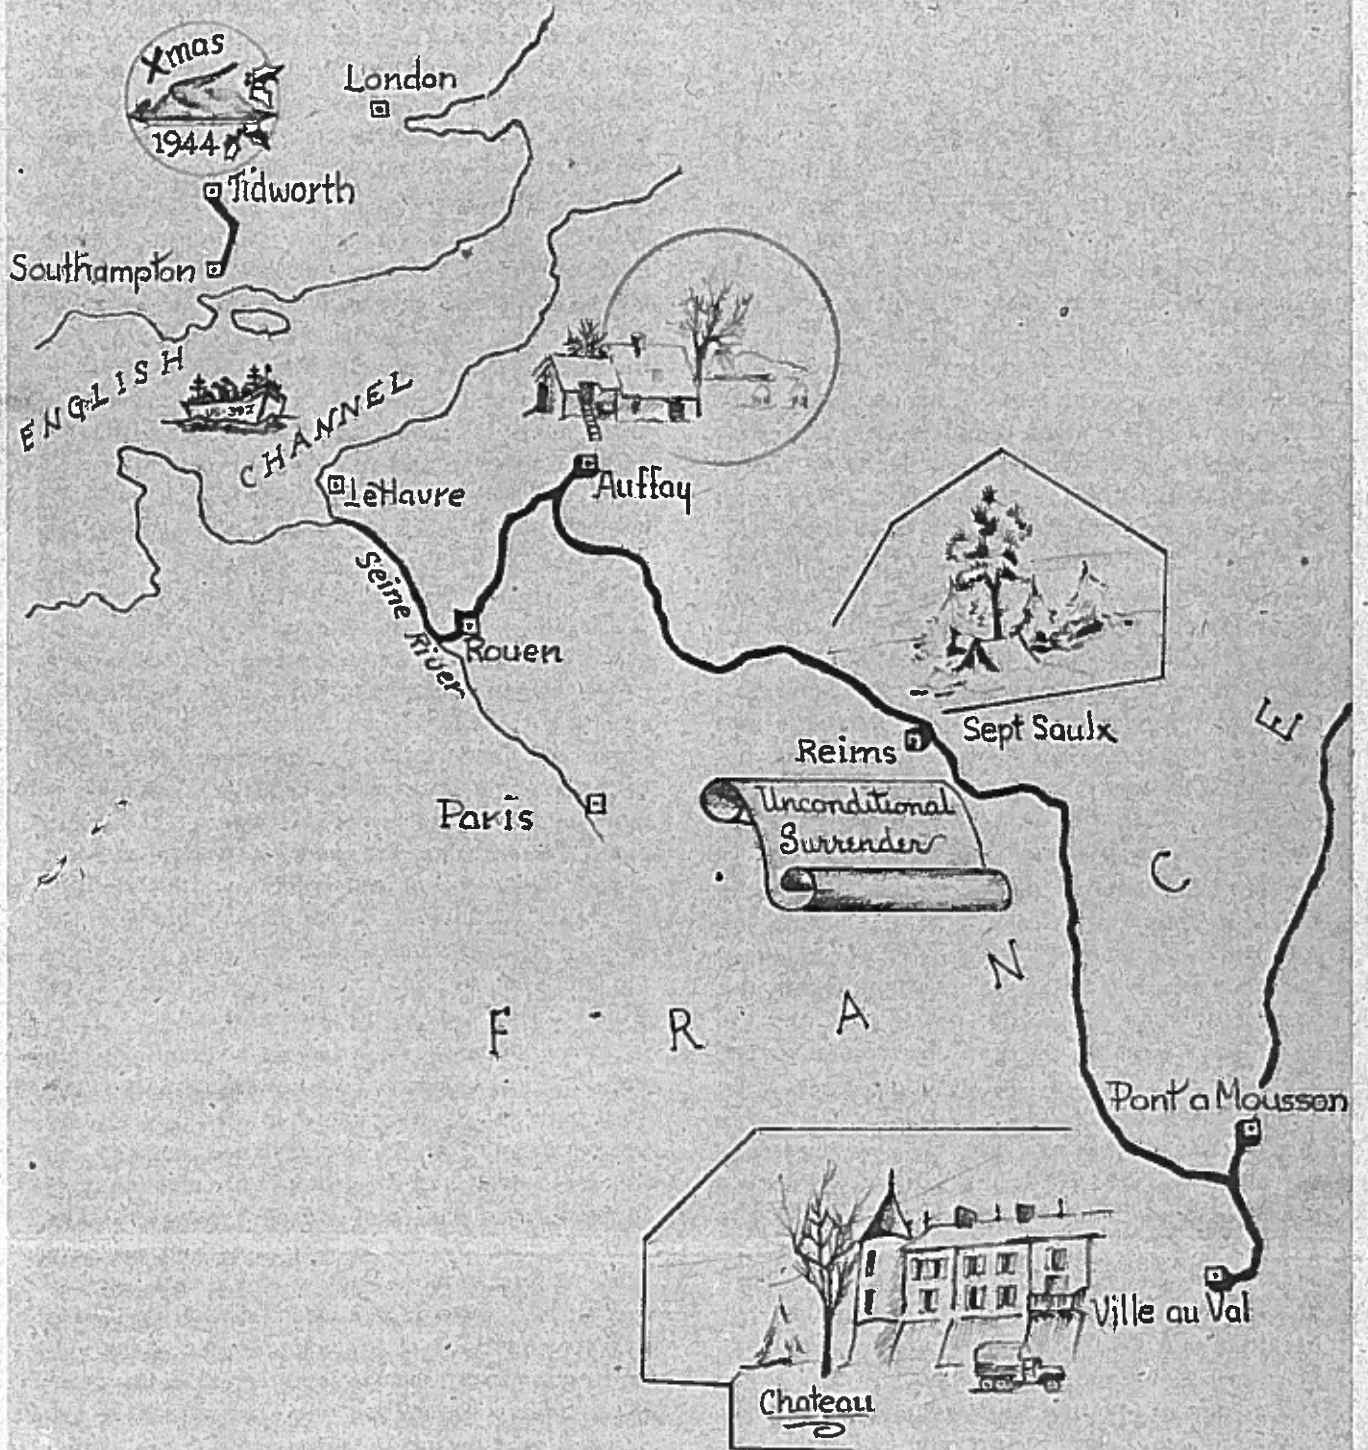 Xmas
1944
London
Tidworth
Southampton
ENGLISH
CHANNEL
LeHavre
Auffay
Seine River
Rouen
Sept Saulx
Reims
Paris
Unconditional
Surrender
FRANCE
Pont a Mousson
Ville au Val
Chateau